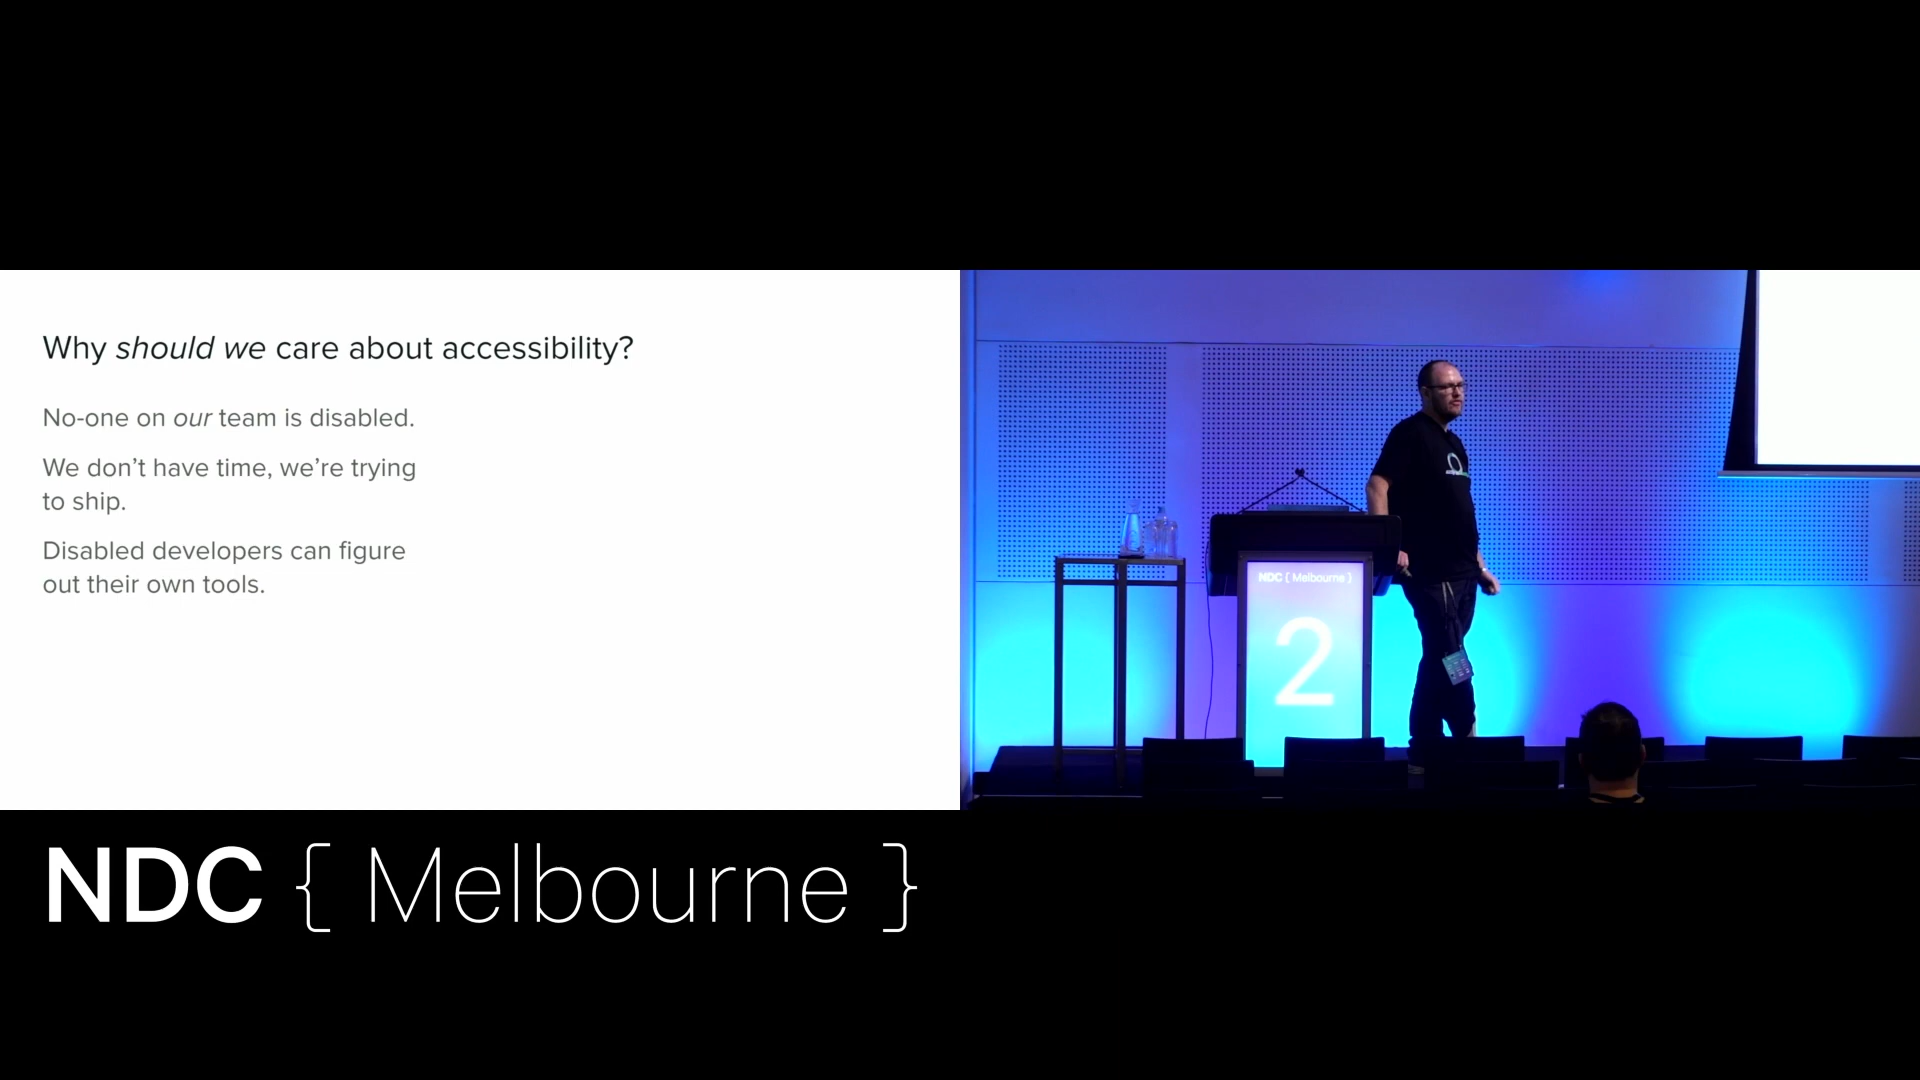 Why should we care about accessibility?
No-one on our team is disabled.
We don’t have time, we’re trying
to ship.
Disabled developers can figure
out their own tools.
NDC { Melbourne }
2
NDC { Melbourne }